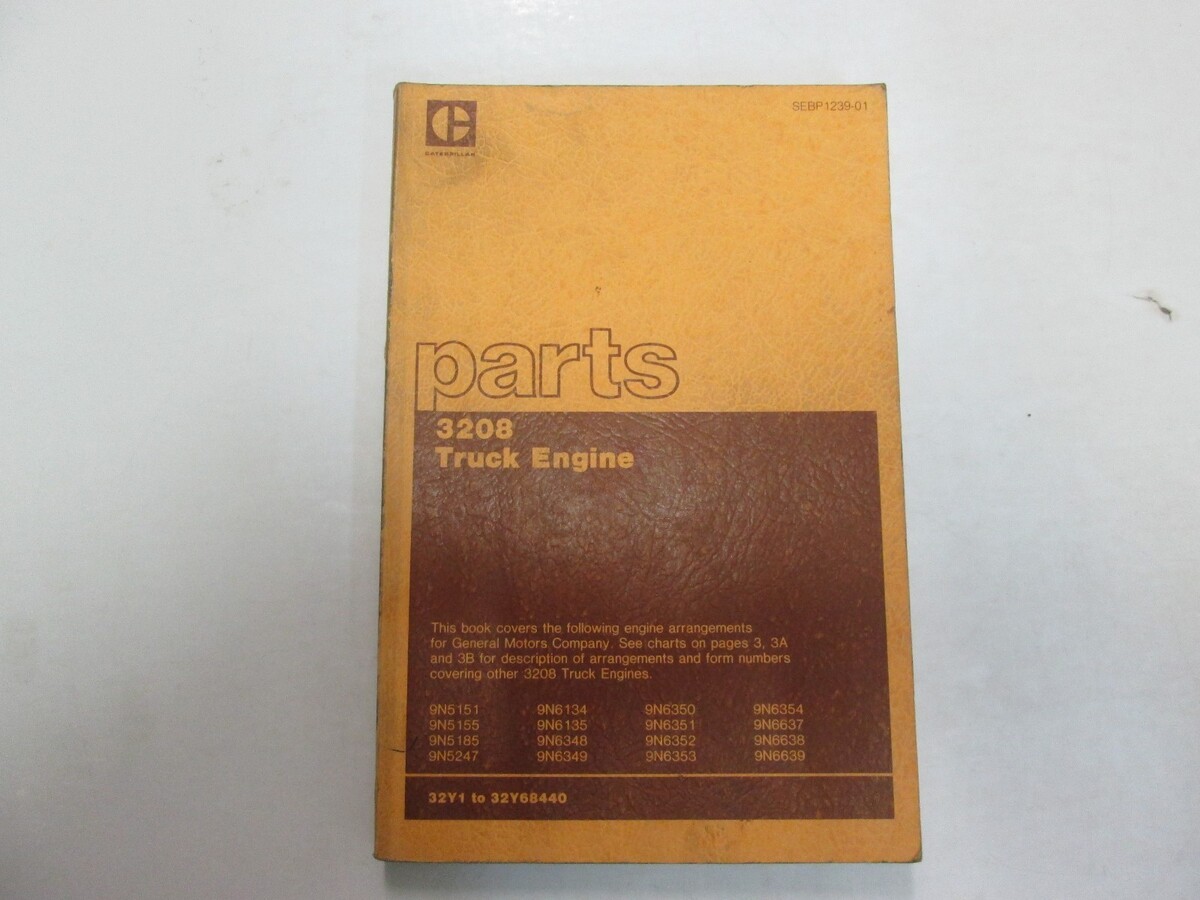 CATERPILLAR
SEBP1239-01
parts
3208
Truck Engine
This book covers the following engine arrangements
for General Motors Company. See charts on pages 3, 3A
and 3B for description of arrangements and form numbers
covering other 3208 Truck Engines.
9N5151 9N6134 9N6350 9N6354
9N5155 9N6135 9N6351 9N6637
9N5185 9N6348 9N6352 9N6638
9N5247 9N6349 9N6353 9N6639
32Y1 to 32Y68440